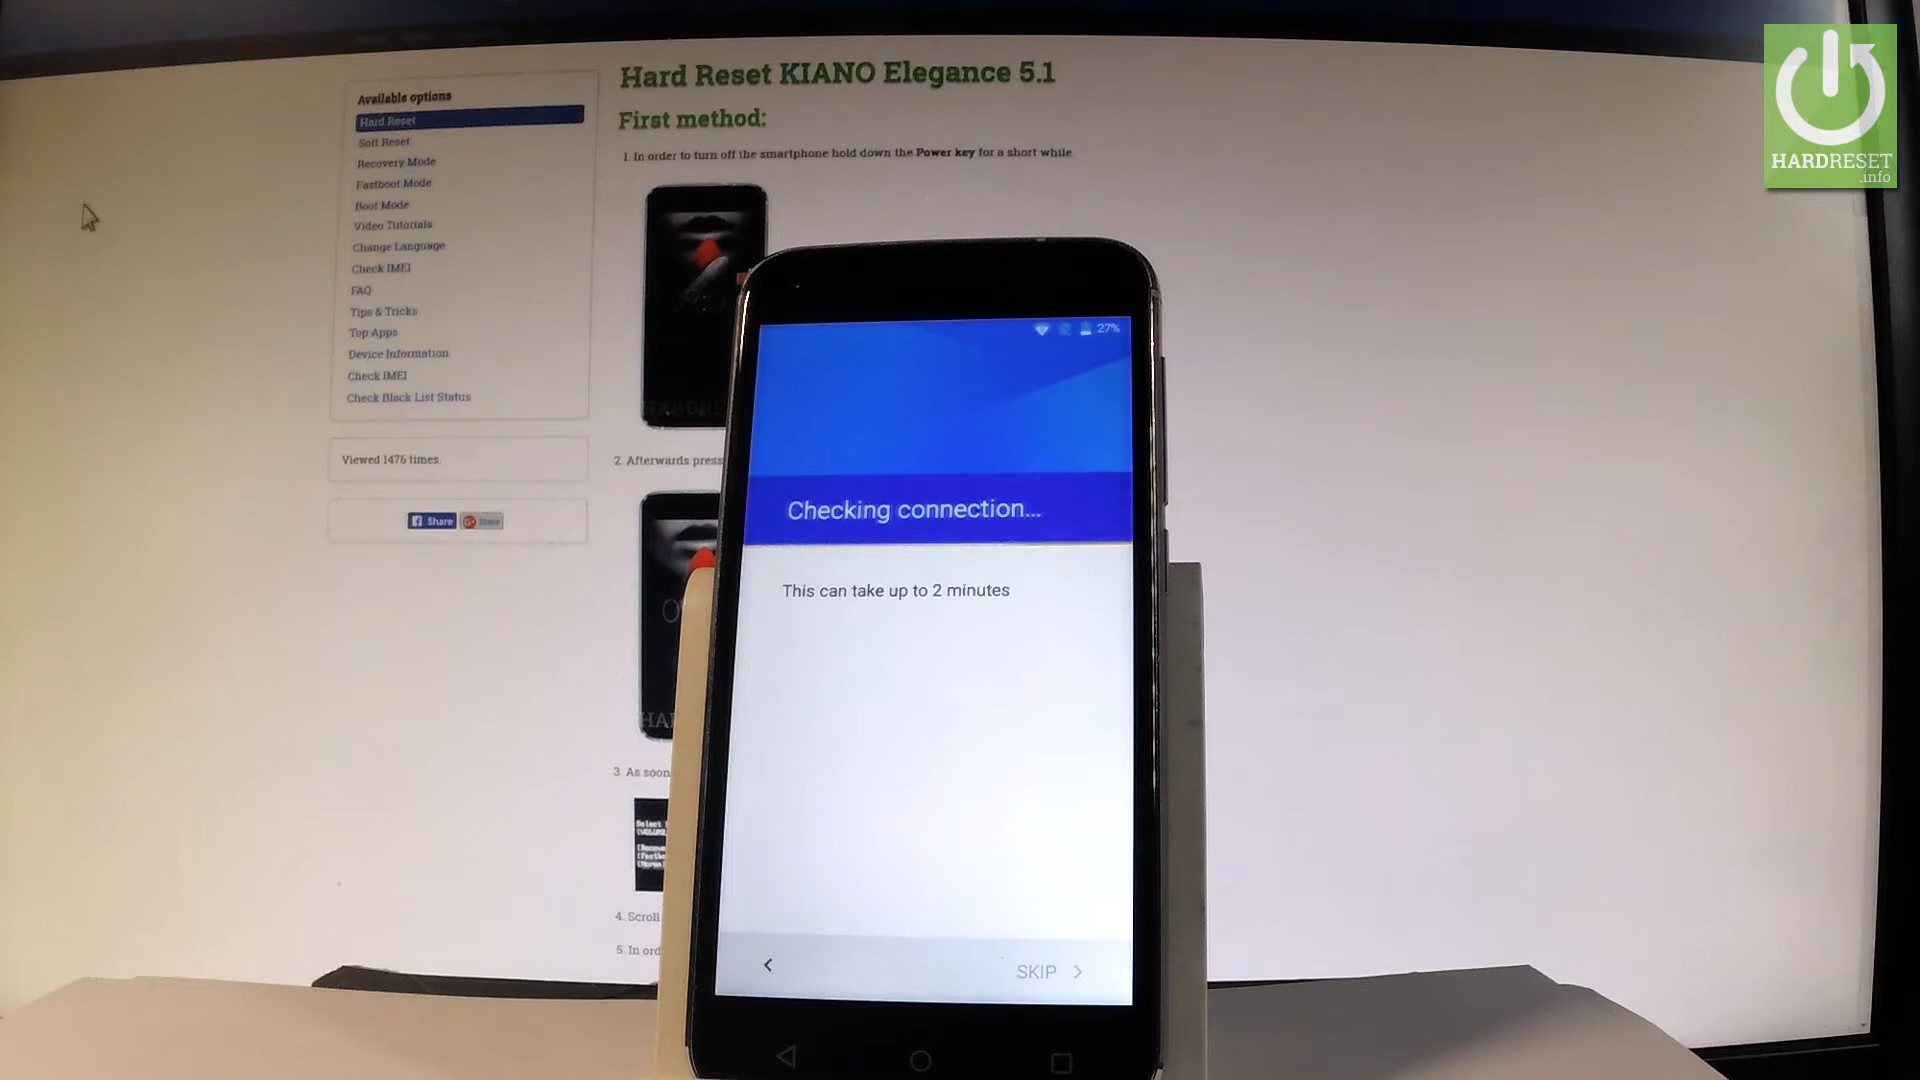 Hard Reset KIANO Elegance 5.1
First method:
1. In order to turn off the smartphone hold down the Power key for a short while
Available options
Hard Reset
Soft Reset
Recovery Mode
Fastboot Mode
Boot Mode
Video Tutorials
Change Language
Check IMEI
FAQ
Tips & Tricks
Top Apps
Device Information
Check IMEI
Check Black List Status
Viewed 1476 times.
Share
Share
2. Afterwards press
3. As soon
4. Scroll
5. In ord
27%
Checking connection...
This can take up to 2 minutes
SKIP
HARDRESET
.info